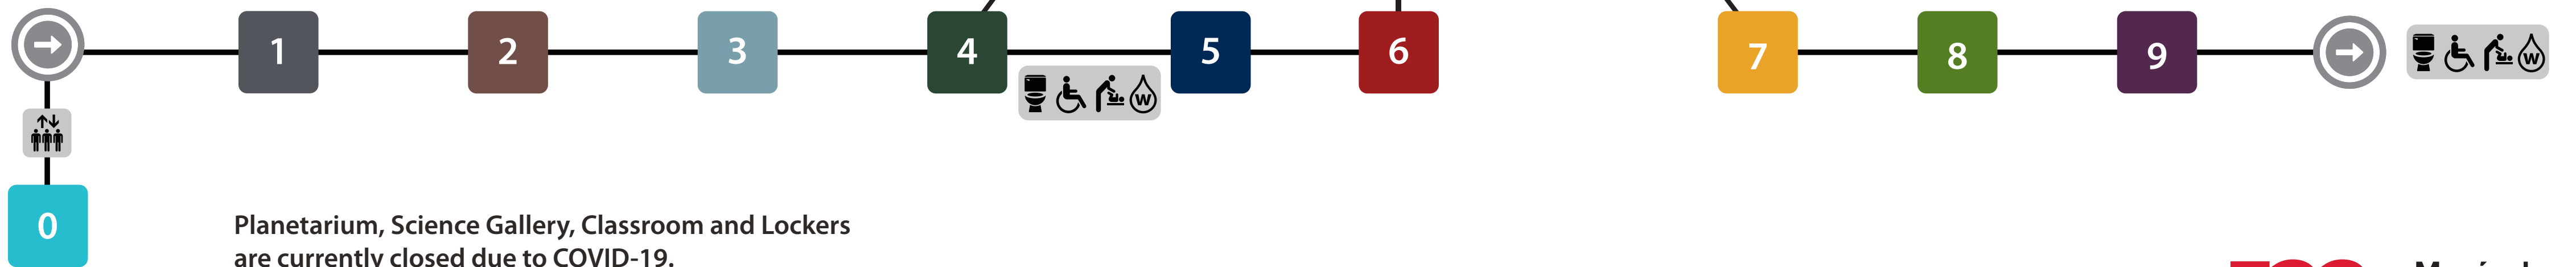 1 2 3 4 5 6 7 8 9
W W
0
Planetarium, Science Gallery, Classroom and Lockers
are currently closed due to COVID-19.